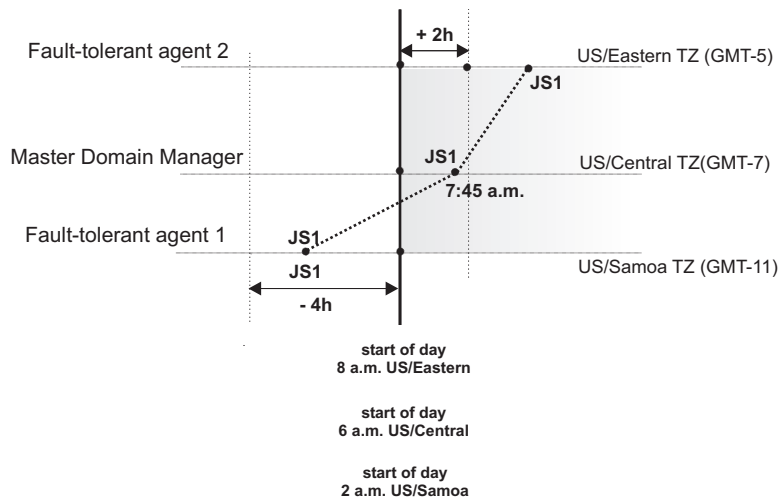 + 2h
Fault-tolerant agent 2
US/Eastern TZ (GMT-5)
JS1
Master Domain Manager
JS1
US/Central TZ(GMT-7)
7:45 a.m.
Fault-tolerant agent 1
JS1
JS1
US/Samoa TZ (GMT-11)
- 4h
start of day
8 a.m. US/Eastern
start of day
6 a.m. US/Central
start of day
2 a.m. US/Samoa